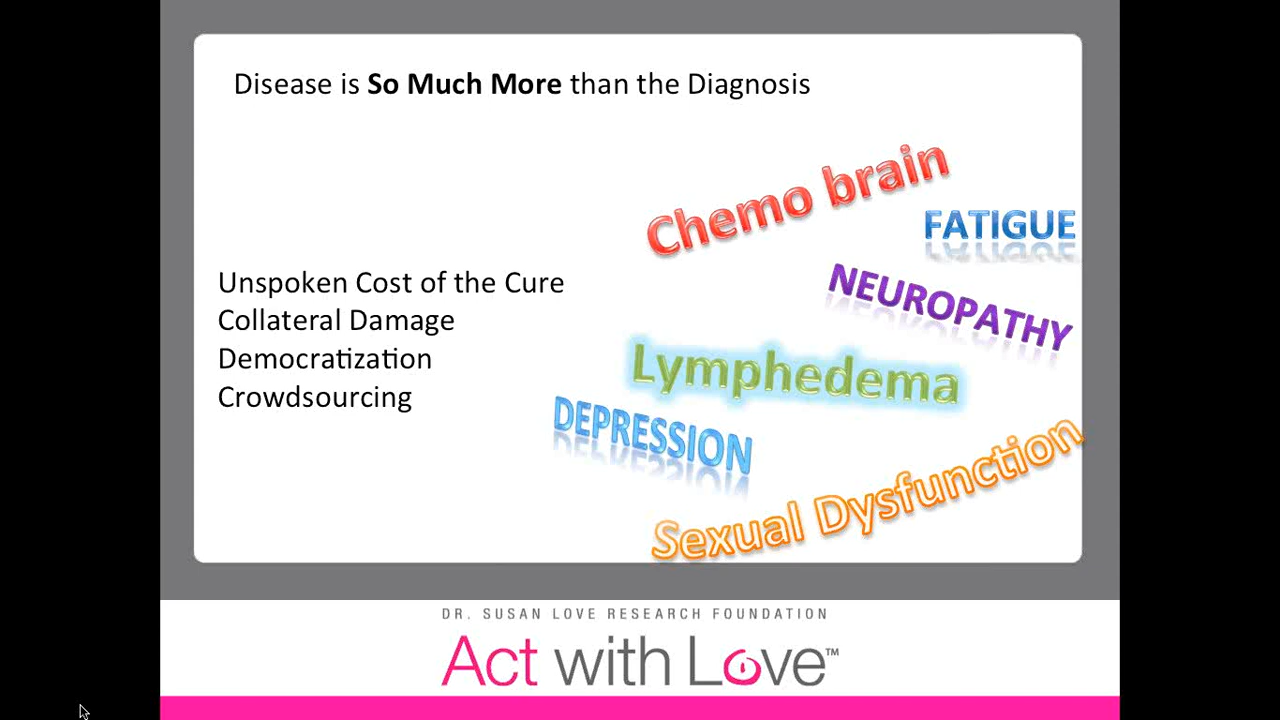 Disease is So Much More than the Diagnosis
Chemo brain
FATIGUE
NEUROPATHY
Unspoken Cost of the Cure
Collateral Damage
Democratization
Crowdsourcing
Lymphedema
DEPRESSION
Sexual Dysfunction
DR. SUSAN LOVE RESEARCH FOUNDATION
Act with Love™